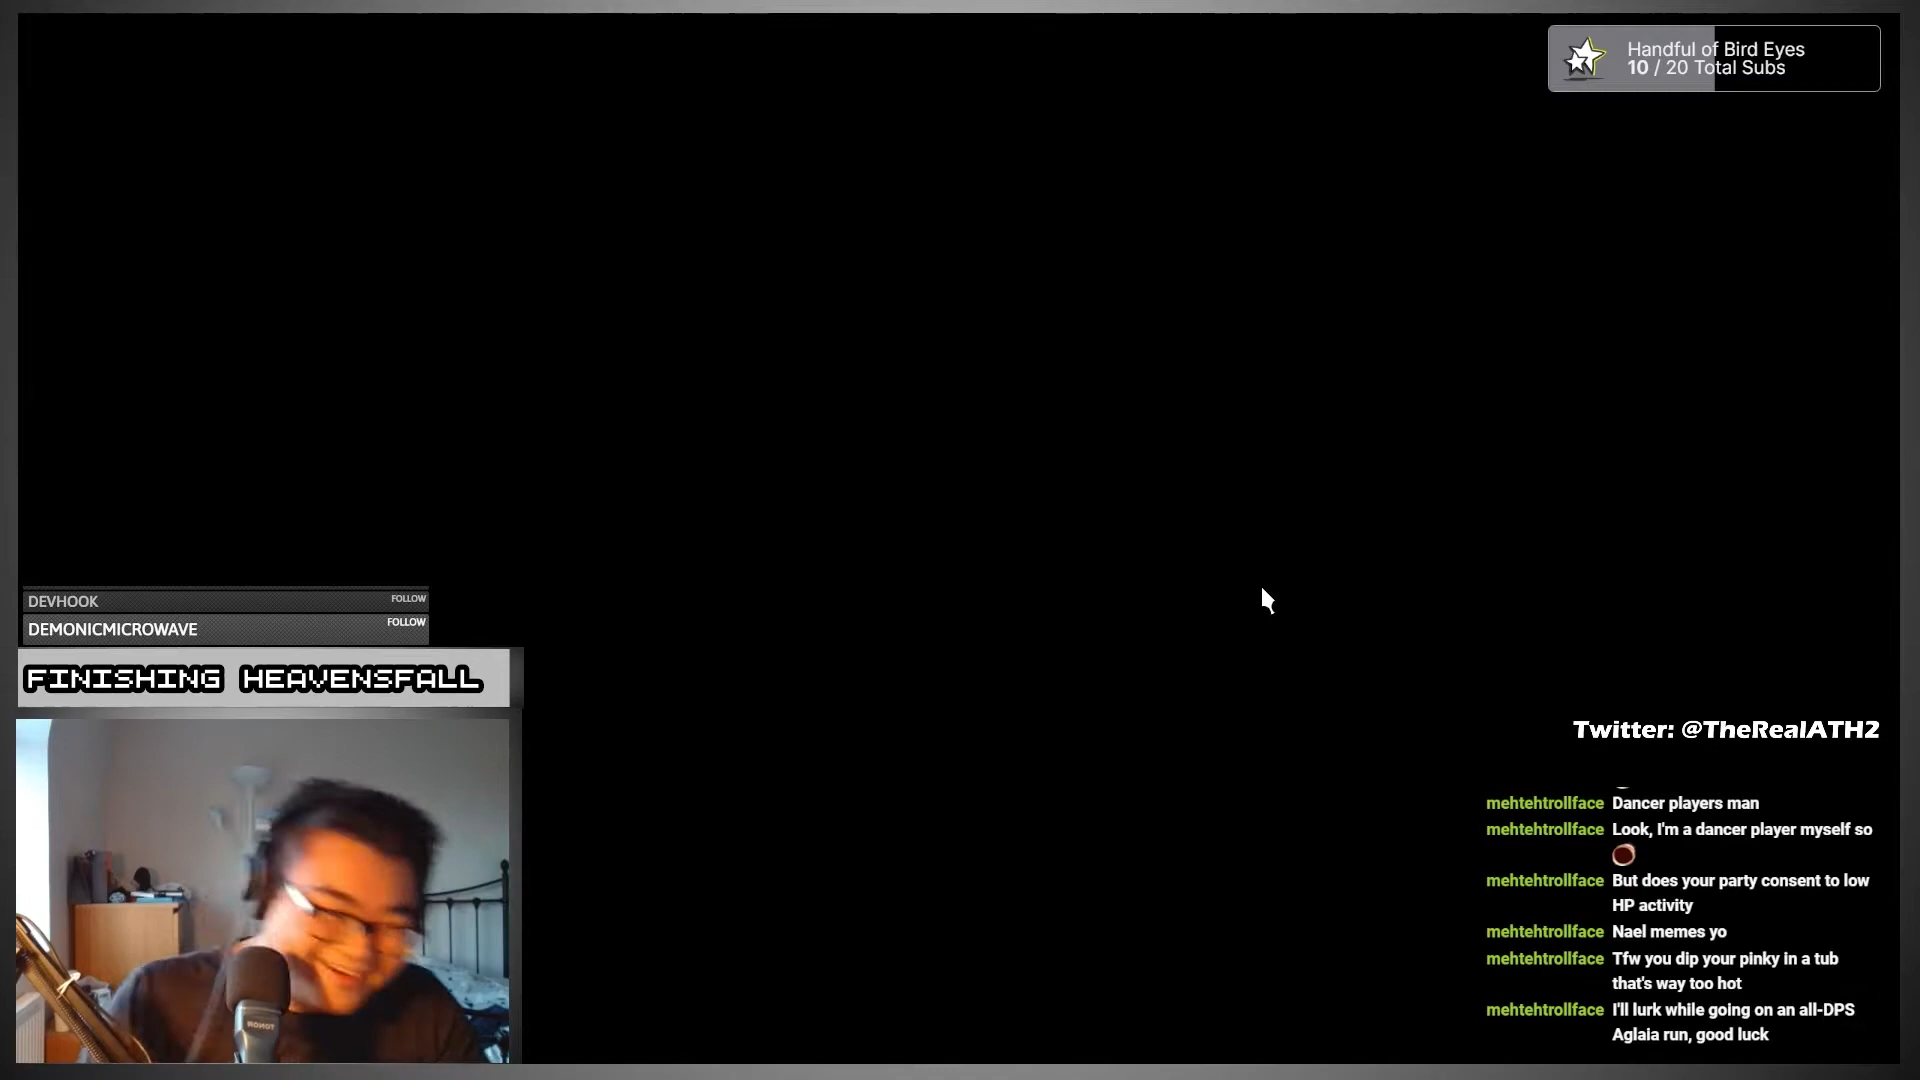 Handful of Bird Eyes
10 / 20 Total Subs
DEVHOOK FOLLOW
DEMONICMICROWAVE FOLLOW
FINISHING HEAVENSFALL
Twitter: @TheRealATH2
mehtehtrollface Dancer players man
mehtehtrollface Look, I'm a dancer player myself so
mehtehtrollface But does your party consent to low
HP activity
mehtehtrollface Nael memes yo
mehtehtrollface Tfw you dip your pinky in a tub
that's way too hot
mehtehtrollface I'll lurk while going on an all-DPS
Aglaia run, good luck
TONOR